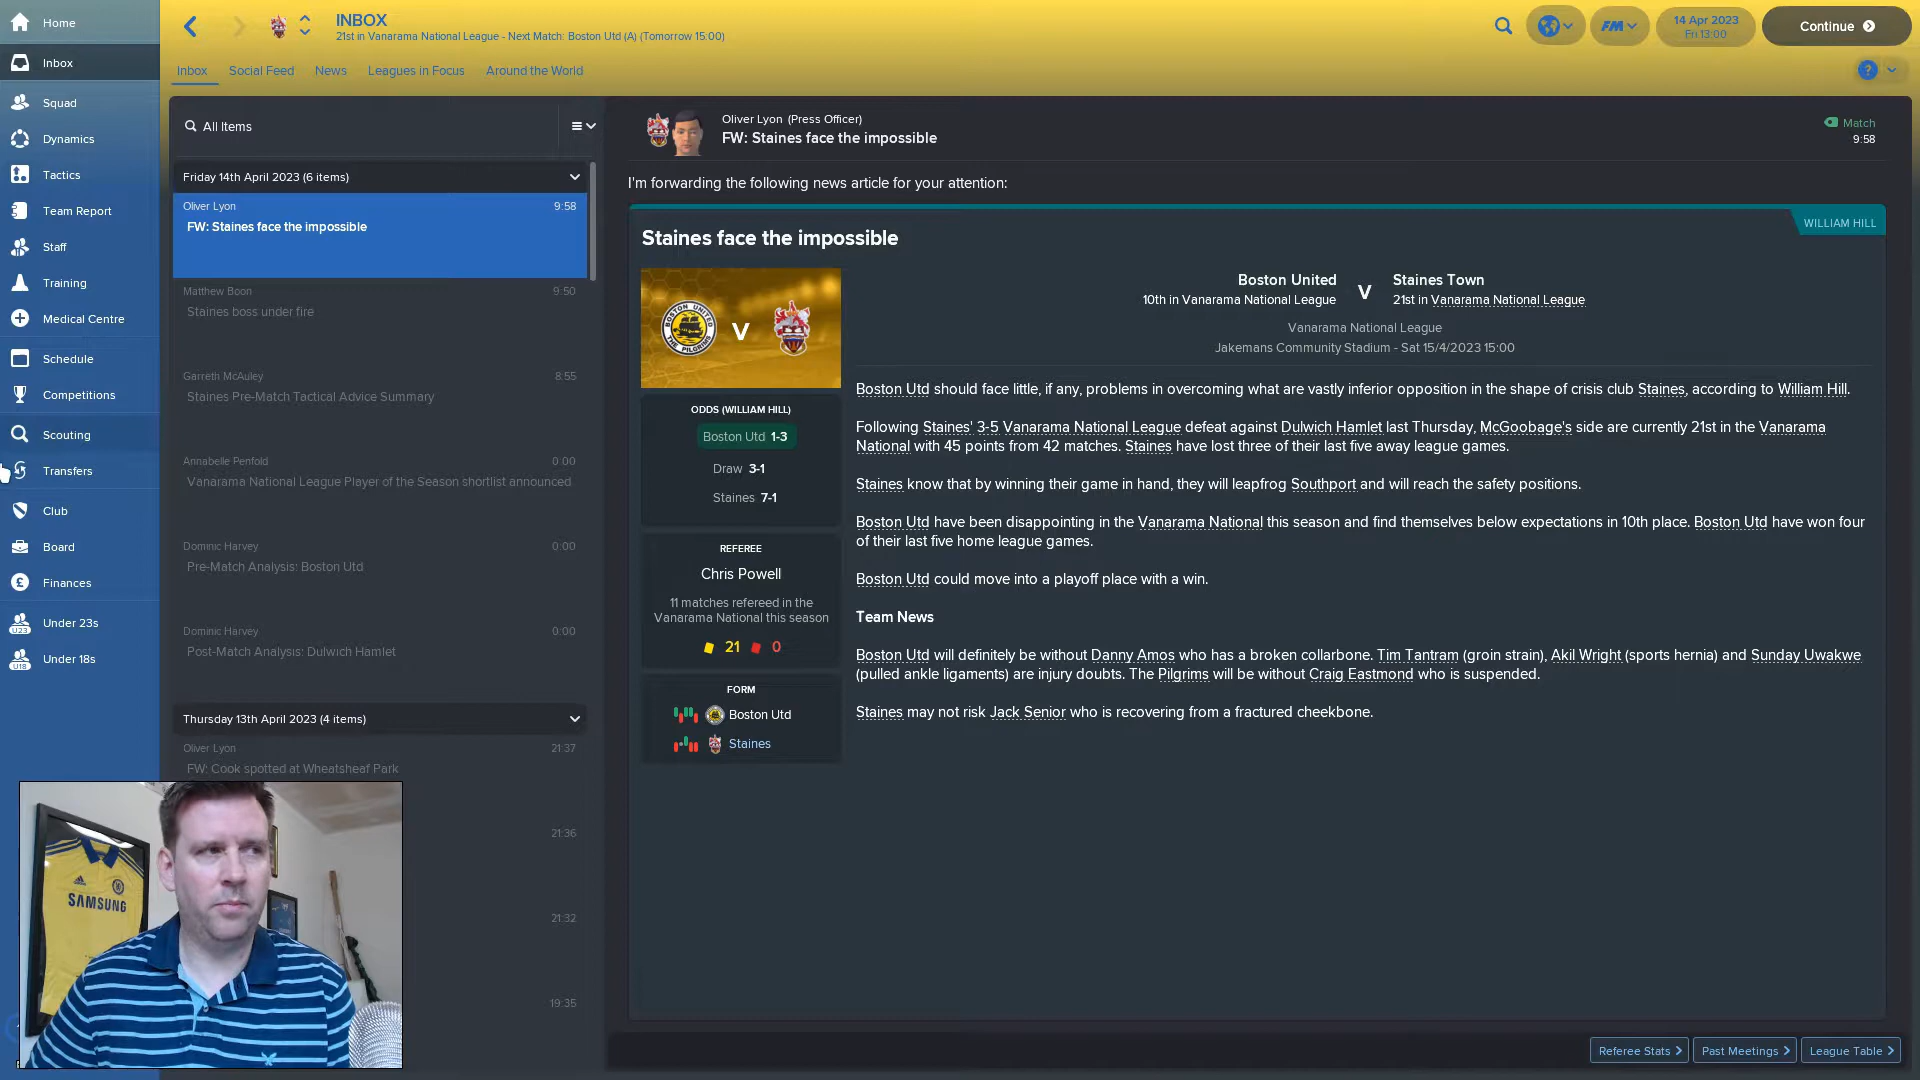 Home
Inbox
Squad
Dynamics
Tactics
Team Report
Staff
Training
Medical Centre
Schedule
Competitions
Scouting
Transfers
Club
Board
Finances
Under 23s
Under 18s
INBOX
21st in Vanarama National League - Next Match: Boston Utd (A) (Tomorrow 15:00)
FM
14 Apr 2023
Fri 13:00
Continue
Inbox Social Feed News Leagues in Focus Around the World
?
All Items
Friday 14th April 2023 (6 items)
Oliver Lyon 9:58
FW: Staines face the impossible
Matthew Boon 9:50
Staines boss under fire
Garreth McAuley 8:55
Staines Pre-Match Tactical Advice Summary
Annabelle Penfold 0:00
Vanarama National League Player of the Season shortlist announced
Dominic Harvey 0:00
Pre-Match Analysis: Boston Utd
Dominic Harvey 0:00
Post-Match Analysis: Dulwich Hamlet
Thursday 13th April 2023 (4 items)
Oliver Lyon 21:37
FW: Cook spotted at Wheatsheaf Park
21:36
21:32
19:35
SAMSUNG
Oliver Lyon (Press Officer)
FW: Staines face the impossible
Match
9:58
I'm forwarding the following news article for your attention:
WILLIAM HILL
Staines face the impossible
BOSTON UNITED
THE PILGRIMS
V
Boston United V Staines Town
10th in Vanarama National League 21st in Vanarama National League
Vanarama National League
Jakemans Community Stadium - Sat 15/4/2023 15:00
ODDS (WILLIAM HILL)
Boston Utd 1-3
Draw 3-1
Staines 7-1
REFEREE
Chris Powell
11 matches refereed in the
Vanarama National this season
21 0
FORM
Boston Utd
Staines
Boston Utd should face little, if any, problems in overcoming what are vastly inferior opposition in the shape of crisis club Staines, according to William Hill.
Following Staines' 3-5 Vanarama National League defeat against Dulwich Hamlet last Thursday, McGoobage's side are currently 21st in the Vanarama
National with 45 points from 42 matches. Staines have lost three of their last five away league games.
Staines know that by winning their game in hand, they will leapfrog Southport and will reach the safety positions.
Boston Utd have been disappointing in the Vanarama National this season and find themselves below expectations in 10th place. Boston Utd have won four
of their last five home league games.
Boston Utd could move into a playoff place with a win.
Team News
Boston Utd will definitely be without Danny Amos who has a broken collarbone. Tim Tantram (groin strain), Akil Wright (sports hernia) and Sunday Uwakwe
(pulled ankle ligaments) are injury doubts. The Pilgrims will be without Craig Eastmond who is suspended.
Staines may not risk Jack Senior who is recovering from a fractured cheekbone.
Referee Stats
Past Meetings
League Table